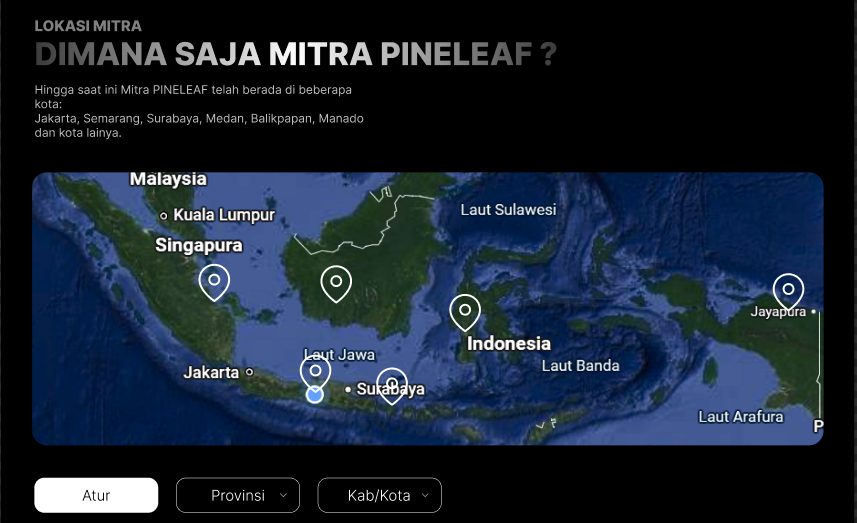 LOKASI MITRA
DIMANA SAJA MITRA PINELEAF ?
Hingga saat ini Mitra PINELEAF telah berada di beberapa
kota:
Jakarta, Semarang, Surabaya, Medan, Balikpapan, Manado
dan kota lainya.
Malaysia
Kuala Lumpur
Laut Sulawesi
Singapura
Jayapura
Indonesia
Laut Jawa
Laut Banda
Jakarta
Surabaya
Laut Arafura
P
Atur
Provinsi
Kab/Kota